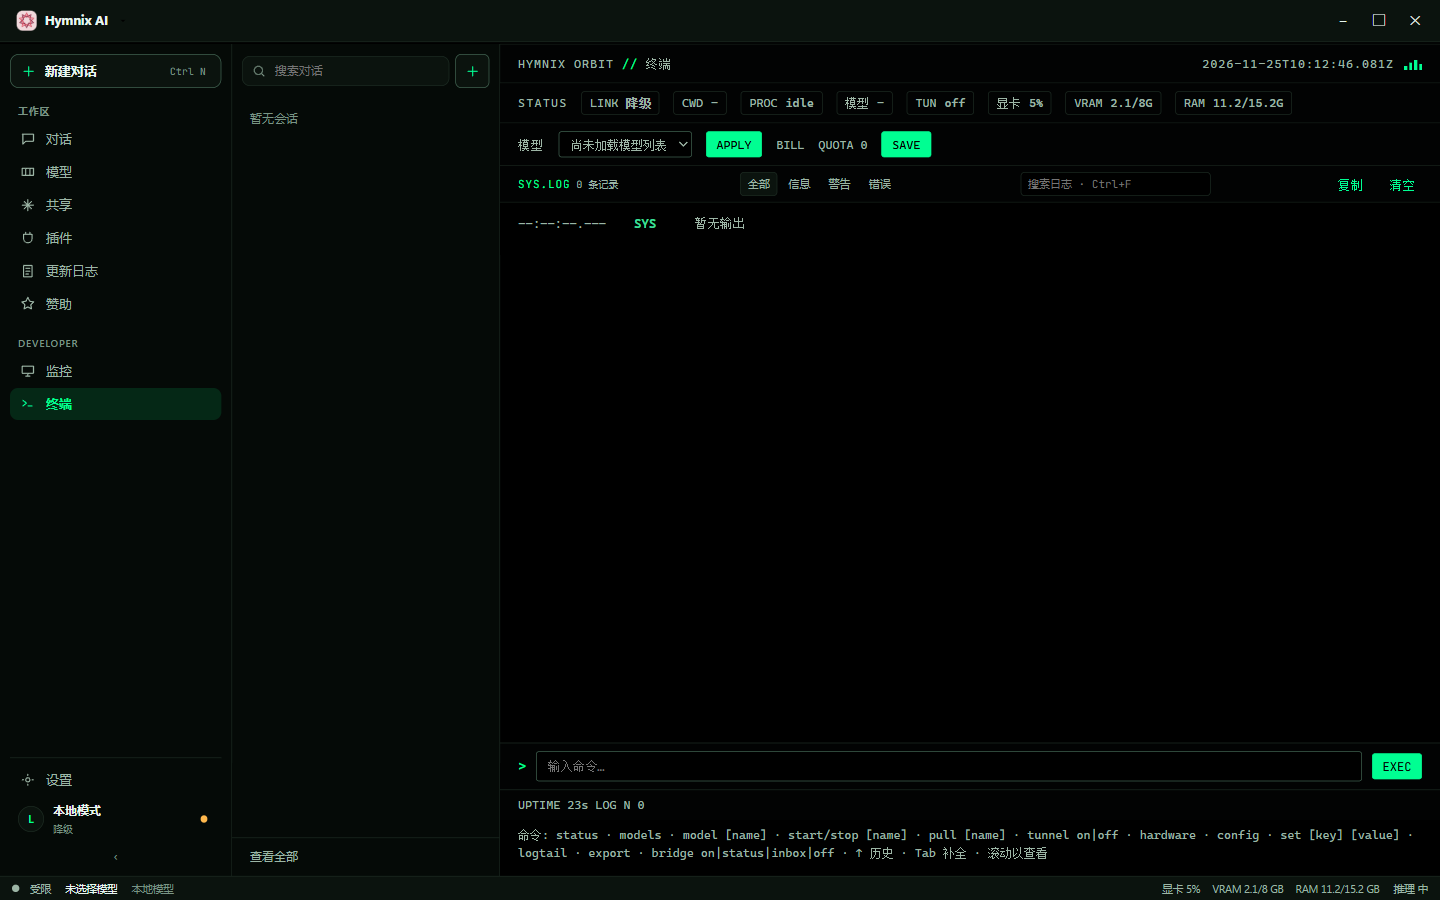 Hymnix AI
新建对话 Ctrl N
工作区
对话
模型
共享
插件
更新日志
赞助
DEVELOPER
监控
终端
设置
L 本地模式
降级
搜索对话
暂无会话
查看全部
HYMNIX ORBIT // 终端 2026-11-25T10:12:46.081Z
STATUS LINK 降级 CWD — PROC idle 模型 — TUN off 显卡 5% VRAM 2.1/8G RAM 11.2/15.2G
模型 尚未加载模型列表 APPLY BILL QUOTA 0 SAVE
SYS.LOG 0 条记录 全部 信息 警告 错误 搜索日志 · Ctrl+F 复制 清空
--:--:--.--- SYS 暂无输出
> 输入命令… EXEC
UPTIME 23s LOG N 0
命令: status · models · model [name] · start/stop [name] · pull [name] · tunnel on|off · hardware · config · set [key] [value] ·
logtail · export · bridge on|status|inbox|off · ↑ 历史 · Tab 补全 · 滚动以查看
受限 未选择模型 本地模型 显卡 5% VRAM 2.1/8 GB RAM 11.2/15.2 GB 推理 中